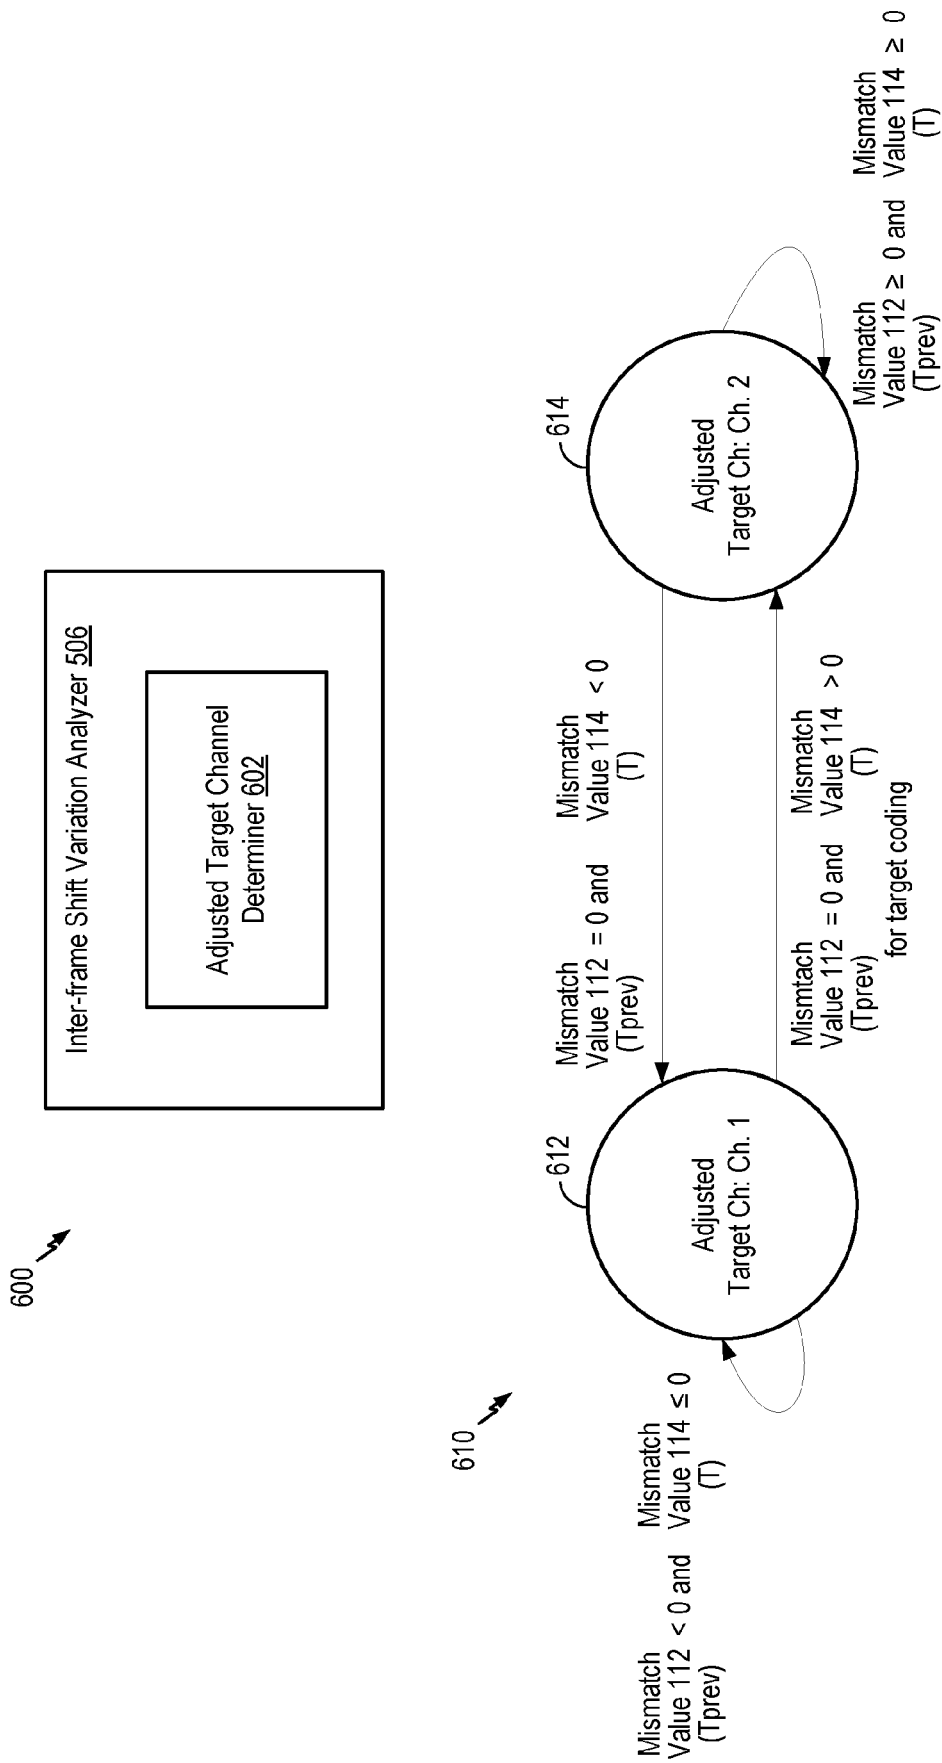 600
Inter-frame Shift Variation Analyzer 506
Adjusted Target Channel
Determiner 602
610
612
Adjusted
Target Ch: Ch. 1
614
Adjusted
Target Ch: Ch. 2
Mismatch
Value 112 = 0 and
(Tprev)
Mismatch
Value 114 < 0
(T)
Mismtach
Value 112 = 0 and
(Tprev)
Mismatch
Value 114 > 0
(T)
for target coding
Mismatch
Value 112 < 0 and
(Tprev)
Mismatch
Value 114 ≤ 0
(T)
Mismatch
Value 112 ≥ 0 and
(Tprev)
Mismatch
Value 114 ≥ 0
(T)